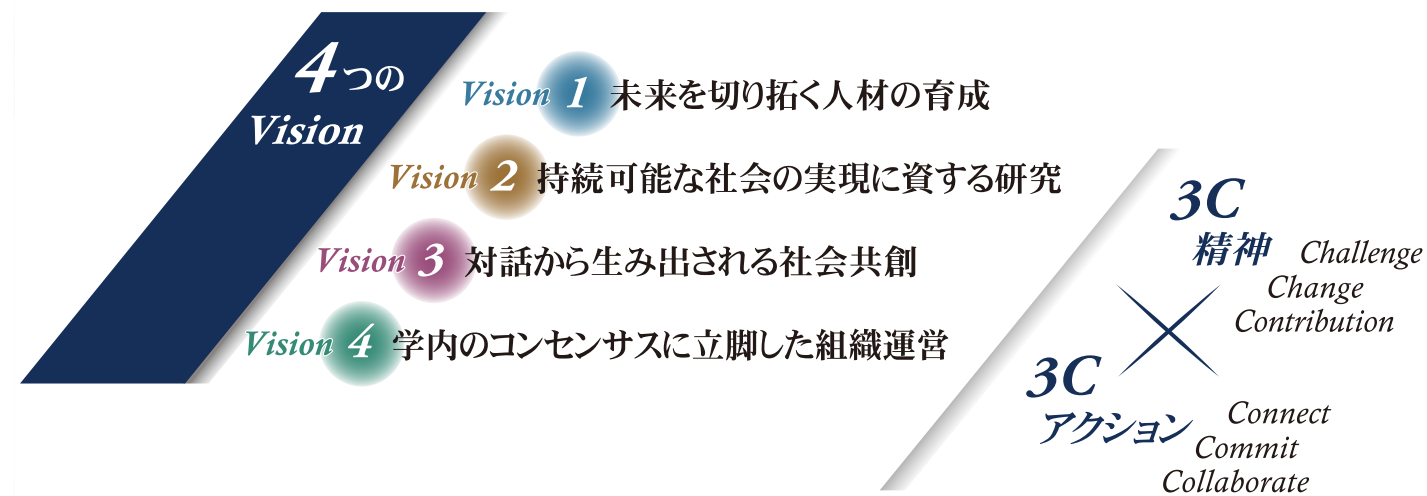 4つの
Vision
Vision 1 未来を切り拓く人材の育成
Vision 2 持続可能な社会の実現に資する研究
Vision 3 対話から生み出される社会共創
Vision 4 学内のコンセンサスに立脚した組織運営
3C
精神
Challenge
Change
Contribution
3C
アクション
Connect
Commit
Collaborate